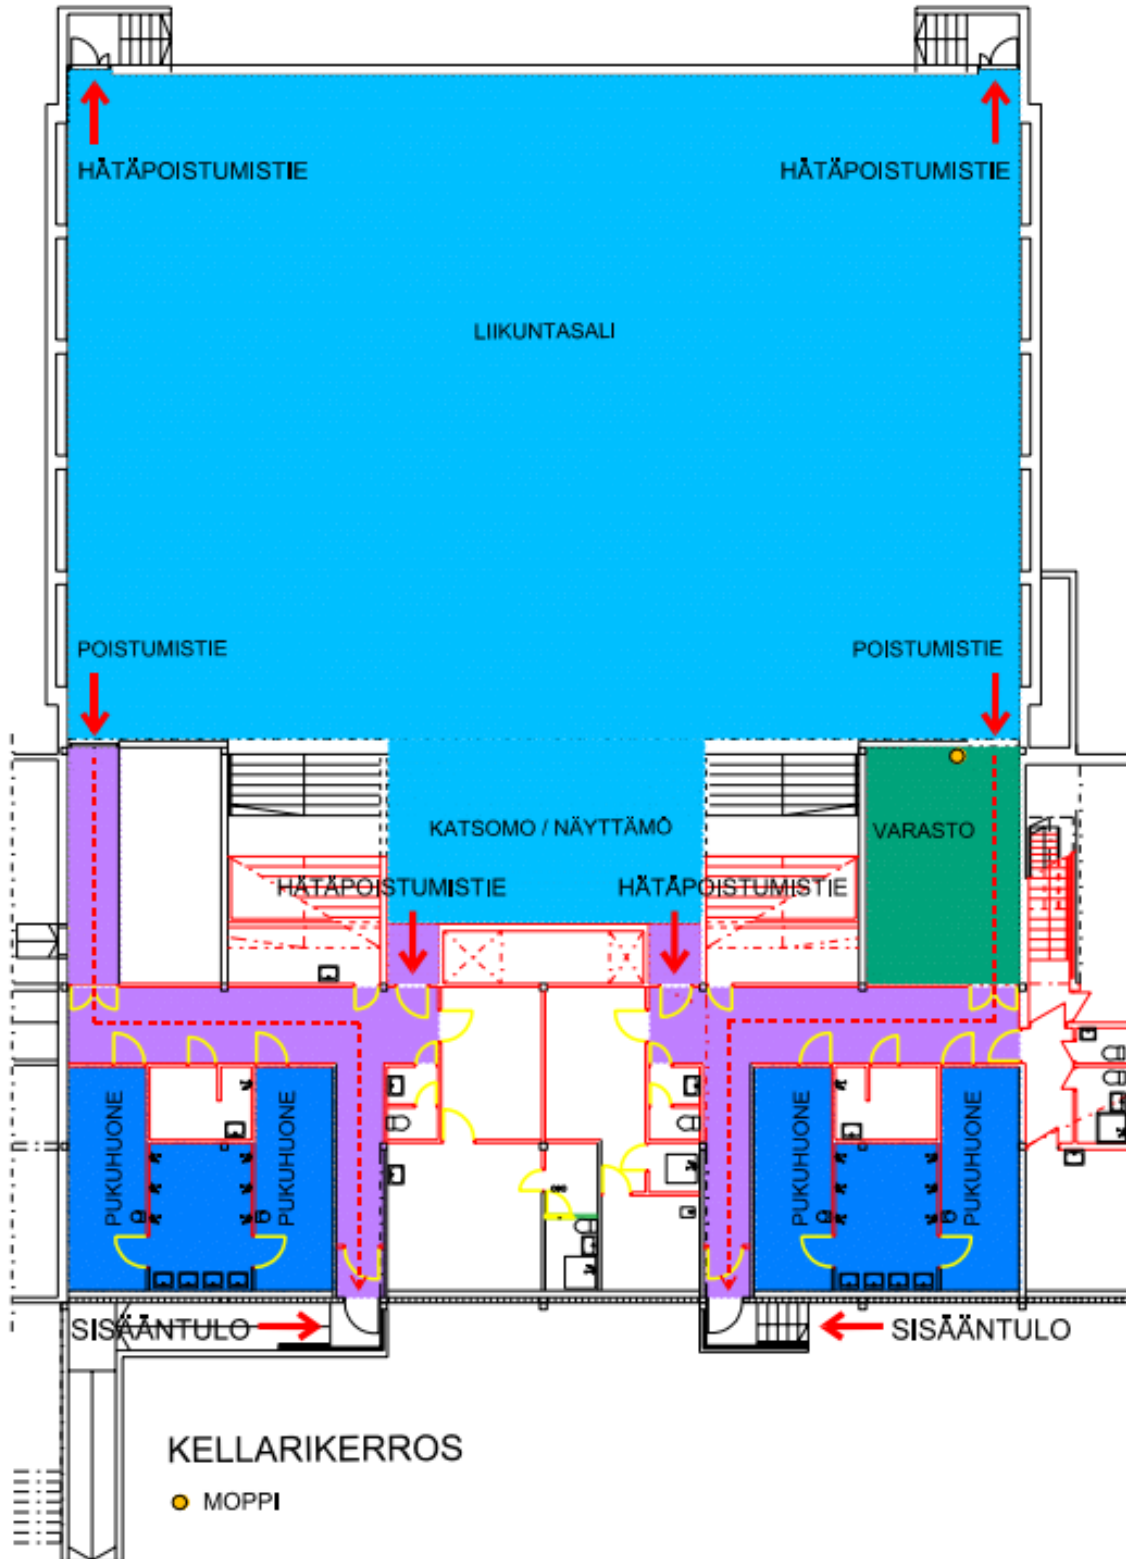 HÄTÄPOISTUMISTIE
HÄTÄPOISTUMISTIE
LIIKUNTASALI
POISTUMISTIE
POISTUMISTIE
KATSOMO / NÄYTTÄMÖ
VARASTO
HÄTÄPOISTUMISTIE
HÄTÄPOISTUMISTIE
PUKUHUONE
PUKUHUONE
PUKUHUONE
PUKUHUONE
SISÄÄNTULO
SISÄÄNTULO
KELLARIKERROS
MOPPI